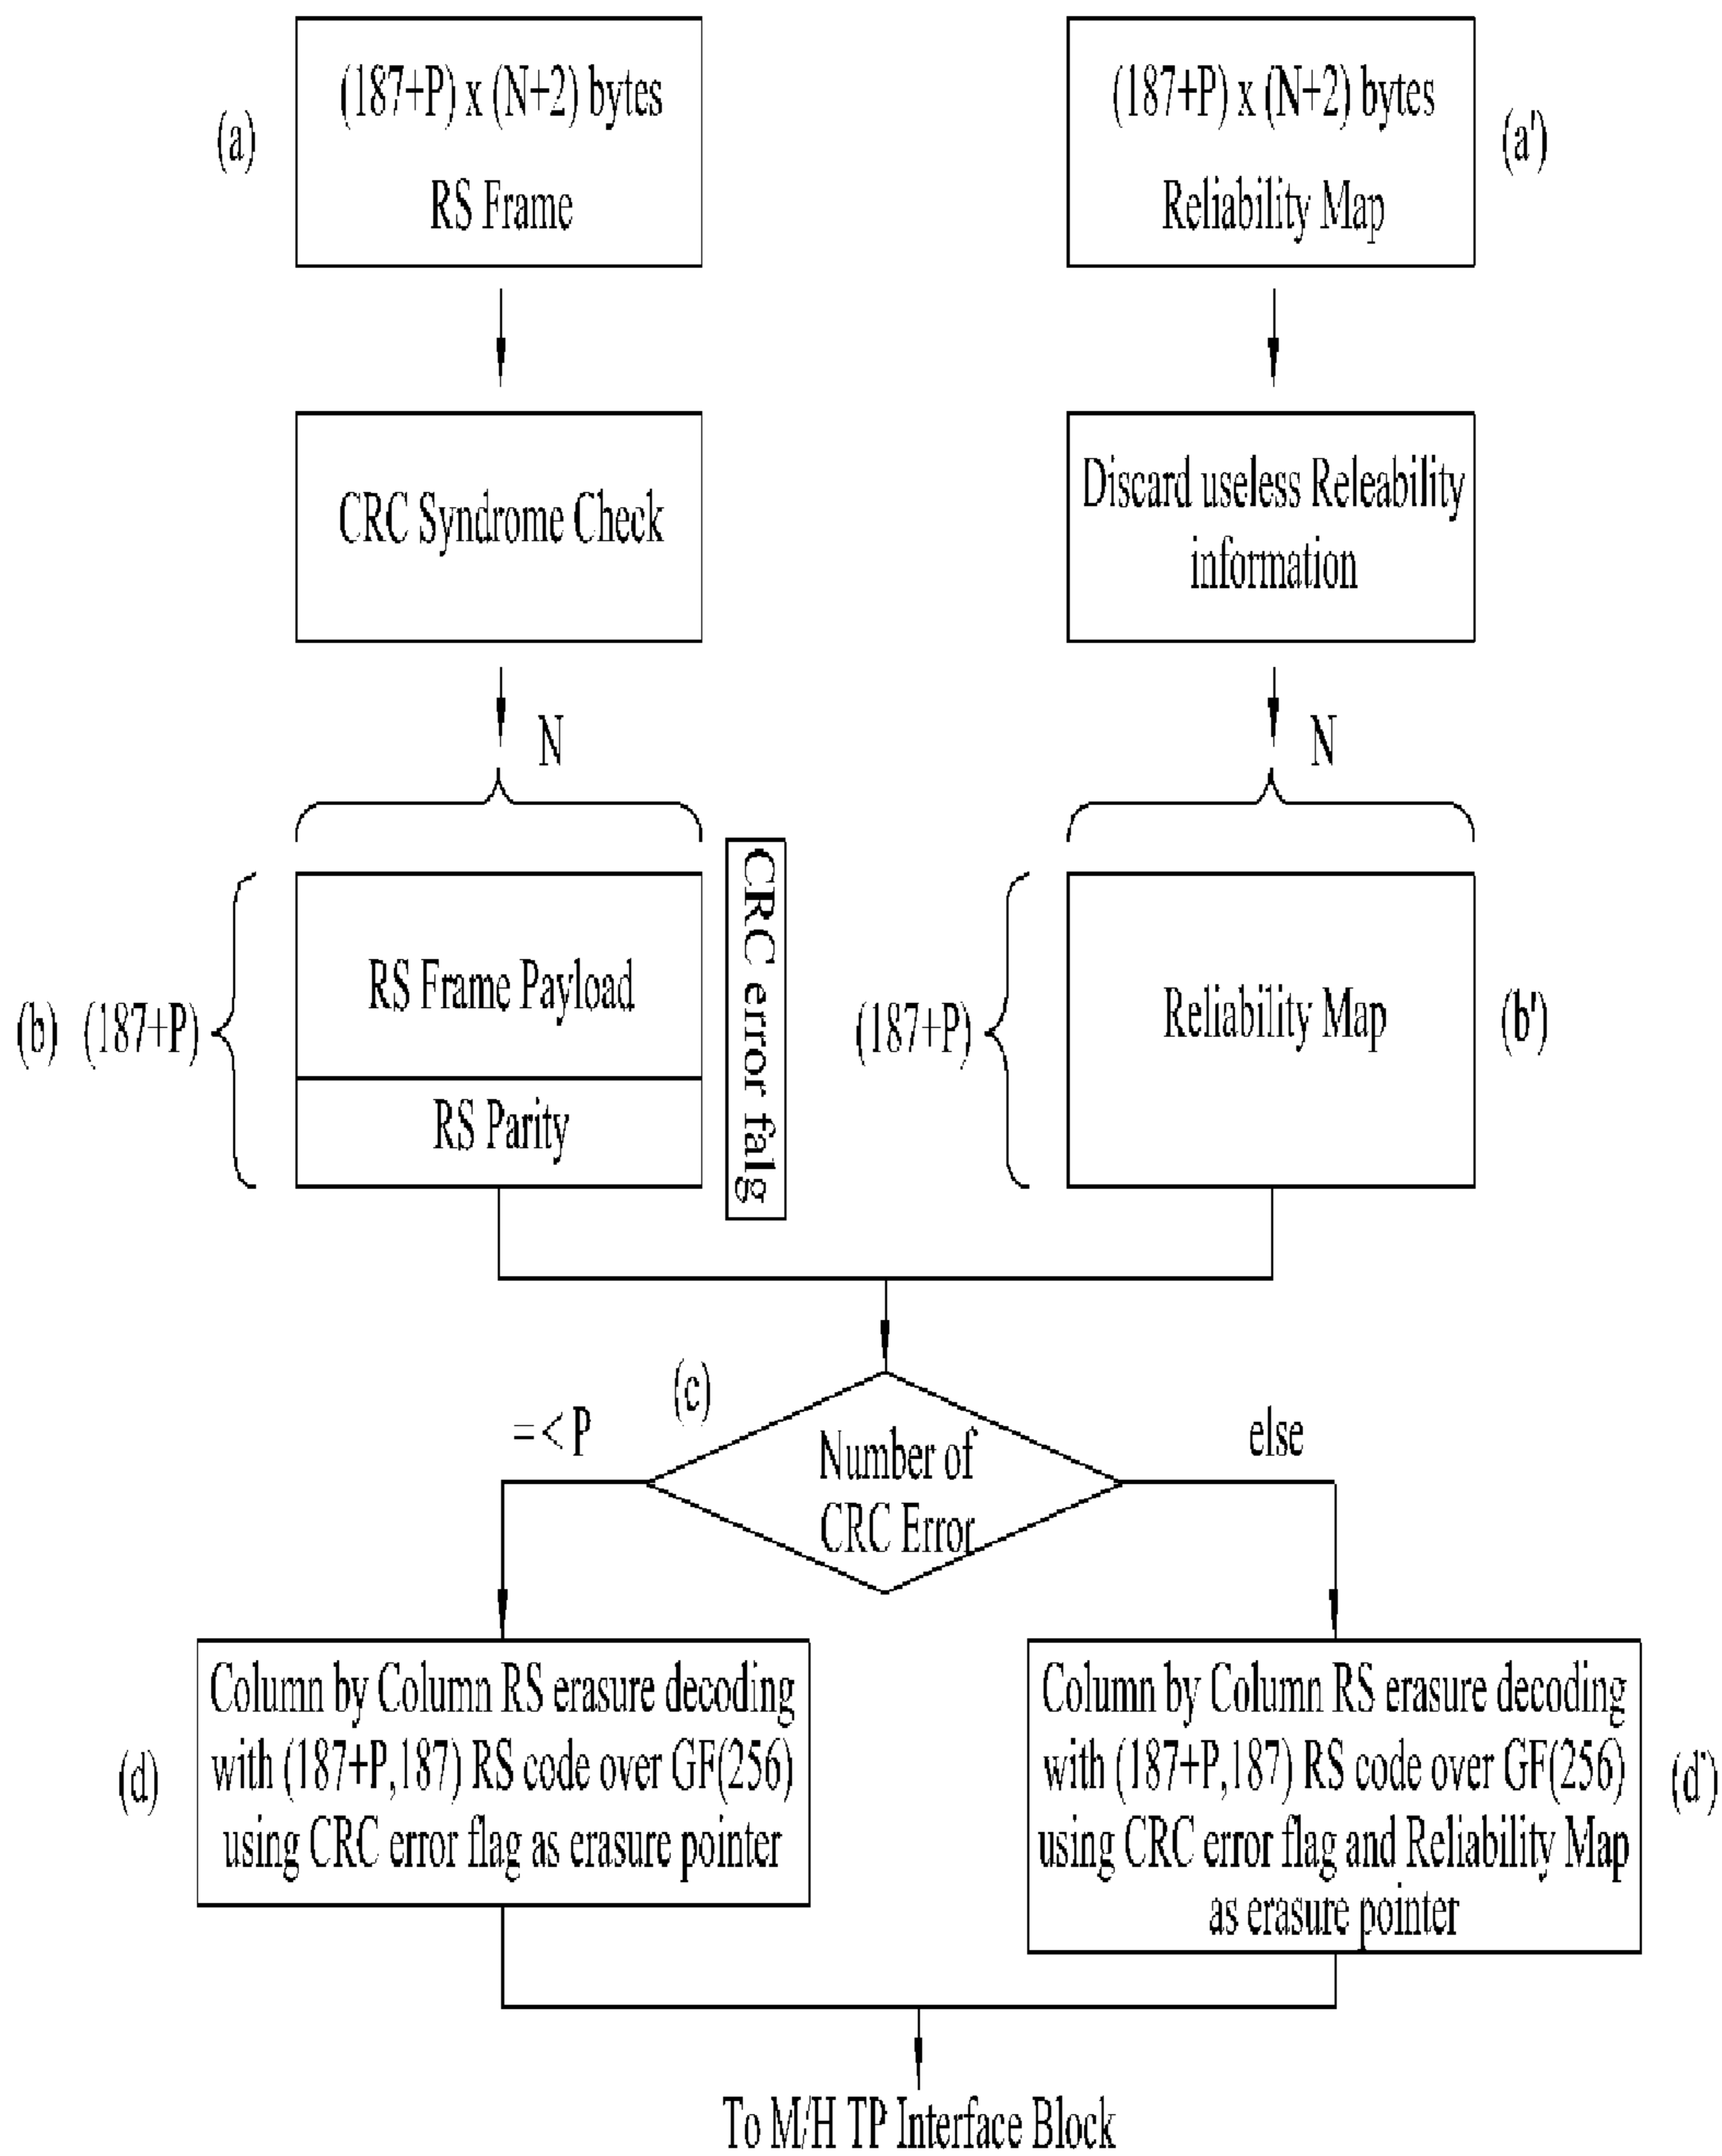 (a)
(187+P) x (N+2) bytes
RS Frame
(187+P) x (N+2) bytes
Reliability Map
(a')
CRC Syndrome Check
Discard useless Releability
information
N
N
(b)
(187+P)
RS Frame Payload
RS Parity
CRC error falg
(187+P)
Reliability Map
(b')
(c)
=< P
Number of
CRC Error
else
(d)
Column by Column RS erasure decoding
with (187+P,187) RS code over GF(256)
using CRC error flag as erasure pointer
Column by Column RS erasure decoding
with (187+P,187) RS code over GF(256)
using CRC error flag and Reliability Map
as erasure pointer
(d')
To M/H TP Interface Block